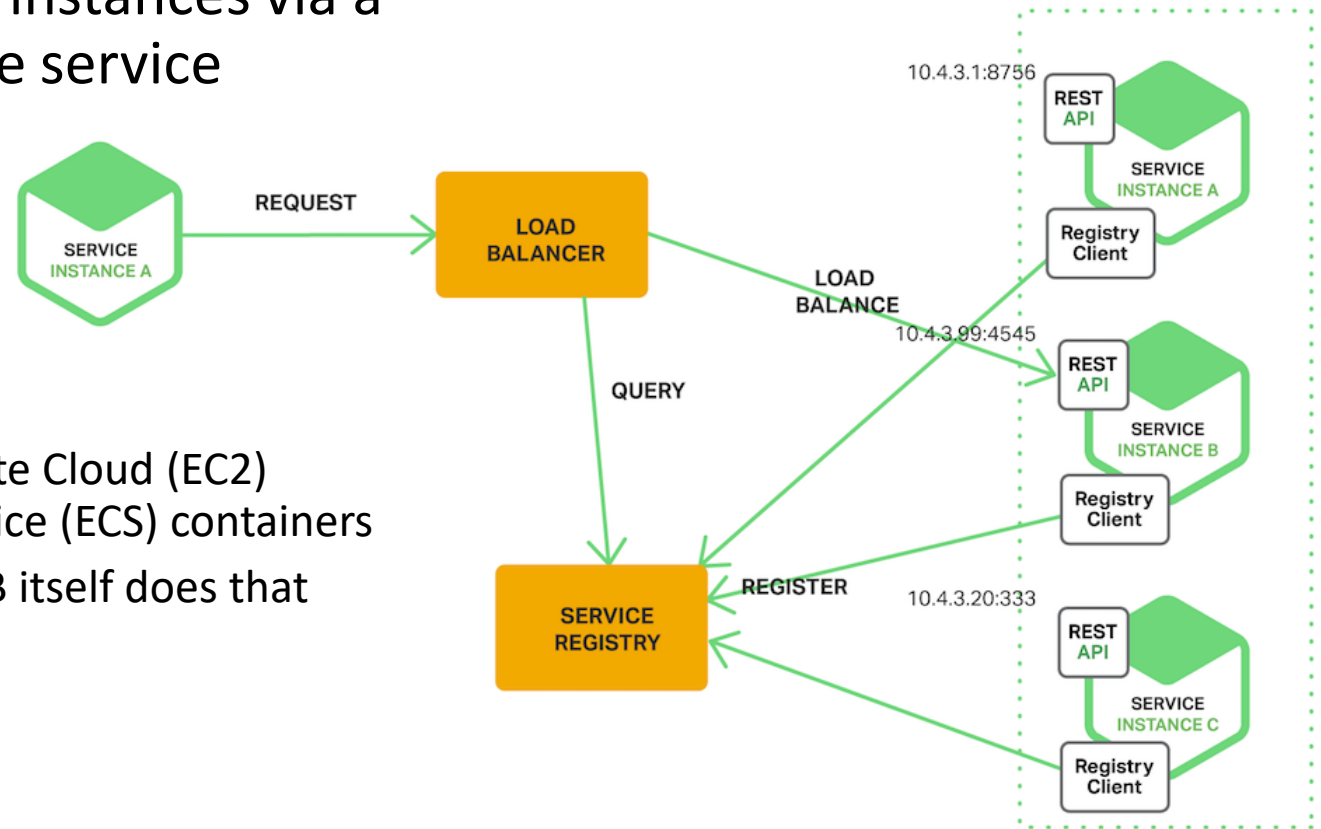 instances via a
e service
10.4.3.1:8756
REST
API
SERVICE
INSTANCE A
Registry
Client
SERVICE
INSTANCE A
REQUEST
LOAD
BALANCER
LOAD
BALANCE
10.4.3.99:4545
REST
API
SERVICE
INSTANCE B
Registry
Client
QUERY
te Cloud (EC2)
ice (ECS) containers
B itself does that
SERVICE
REGISTRY
REGISTER
10.4.3.20:333
REST
API
SERVICE
INSTANCE C
Registry
Client